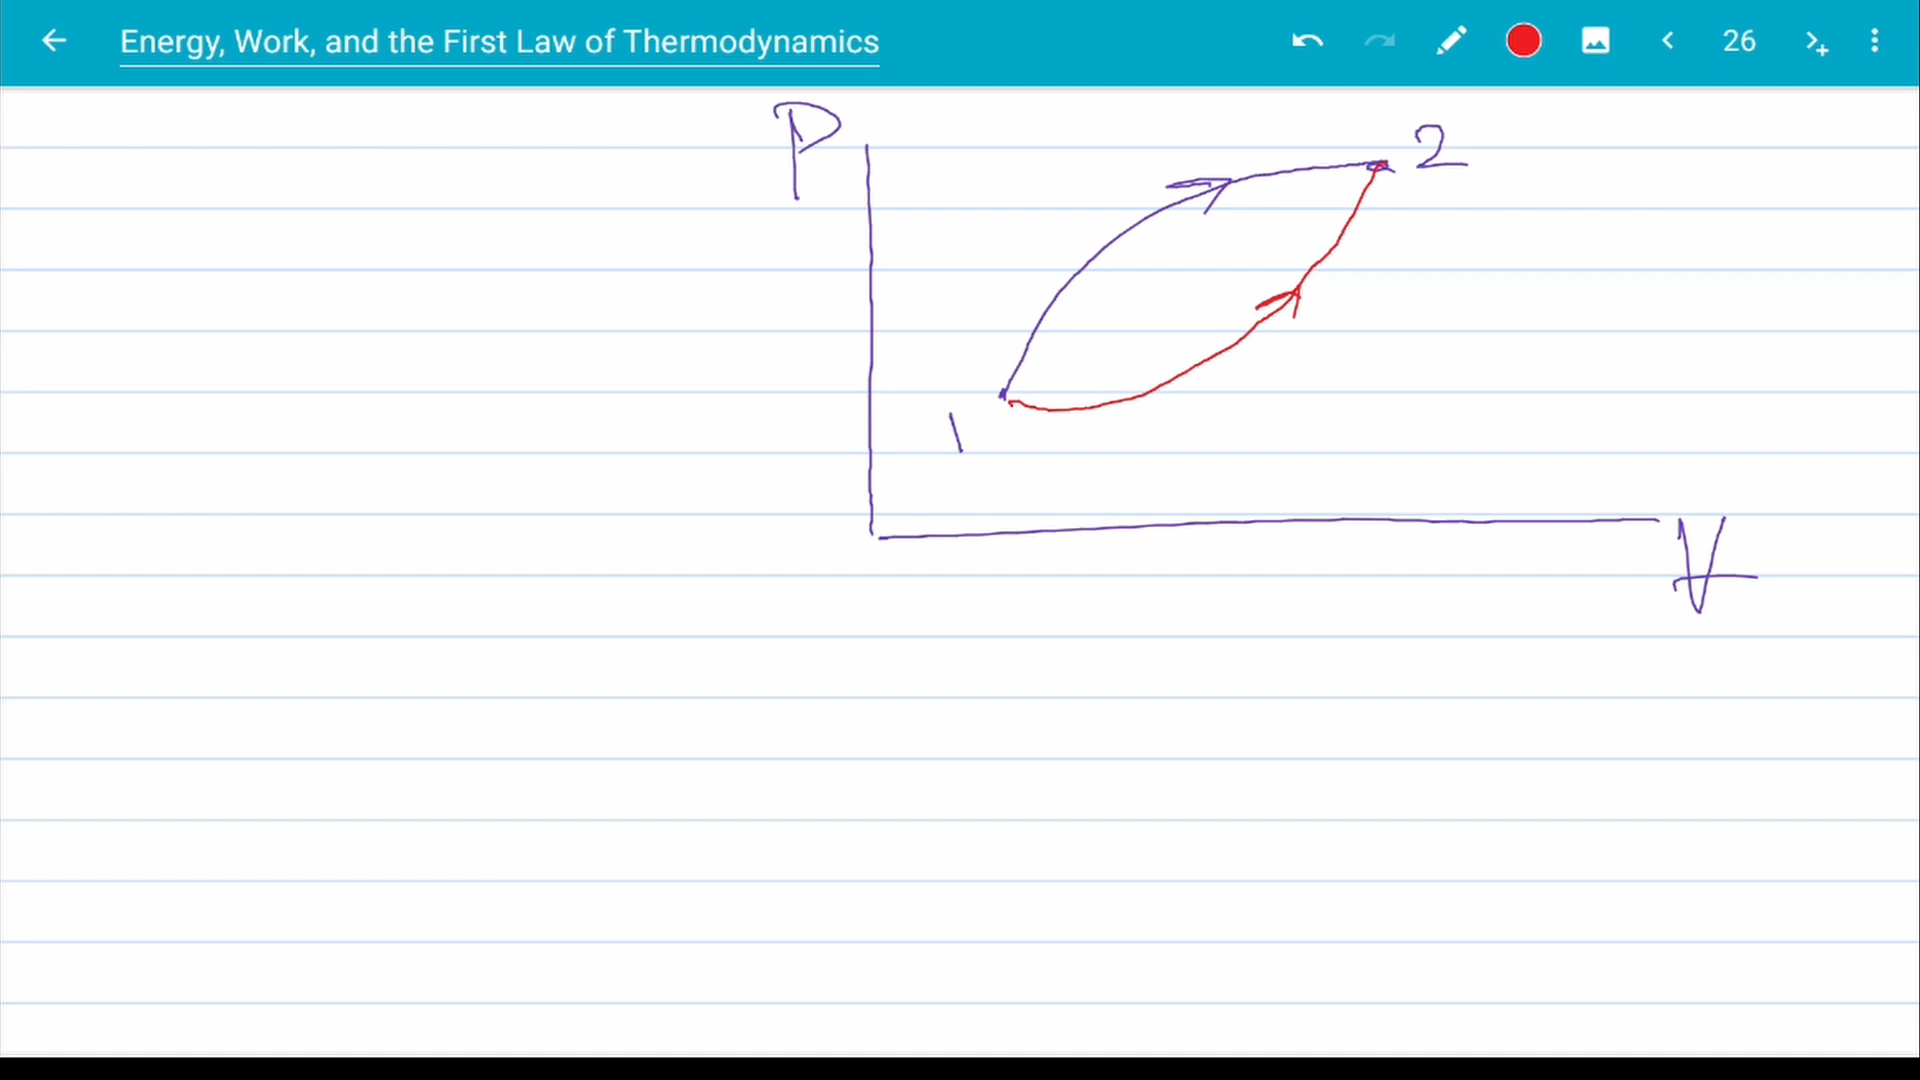 Energy, Work, and the First Law of Thermodynamics
26
P
2
1
V